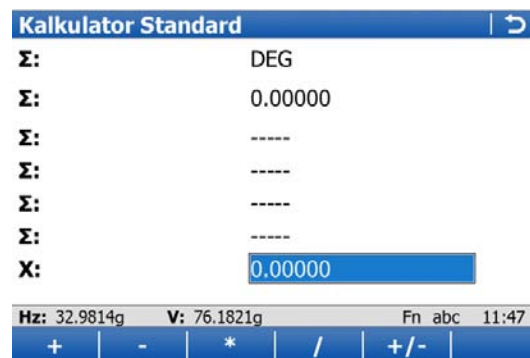 Kalkulator Standard
Σ: DEG
Σ: 0.00000
Σ: -----
Σ: -----
Σ: -----
Σ: -----
X: 0.00000
Hz: 32.9814g V: 76.1821g Fn abc 11:47
+ - * / +/-